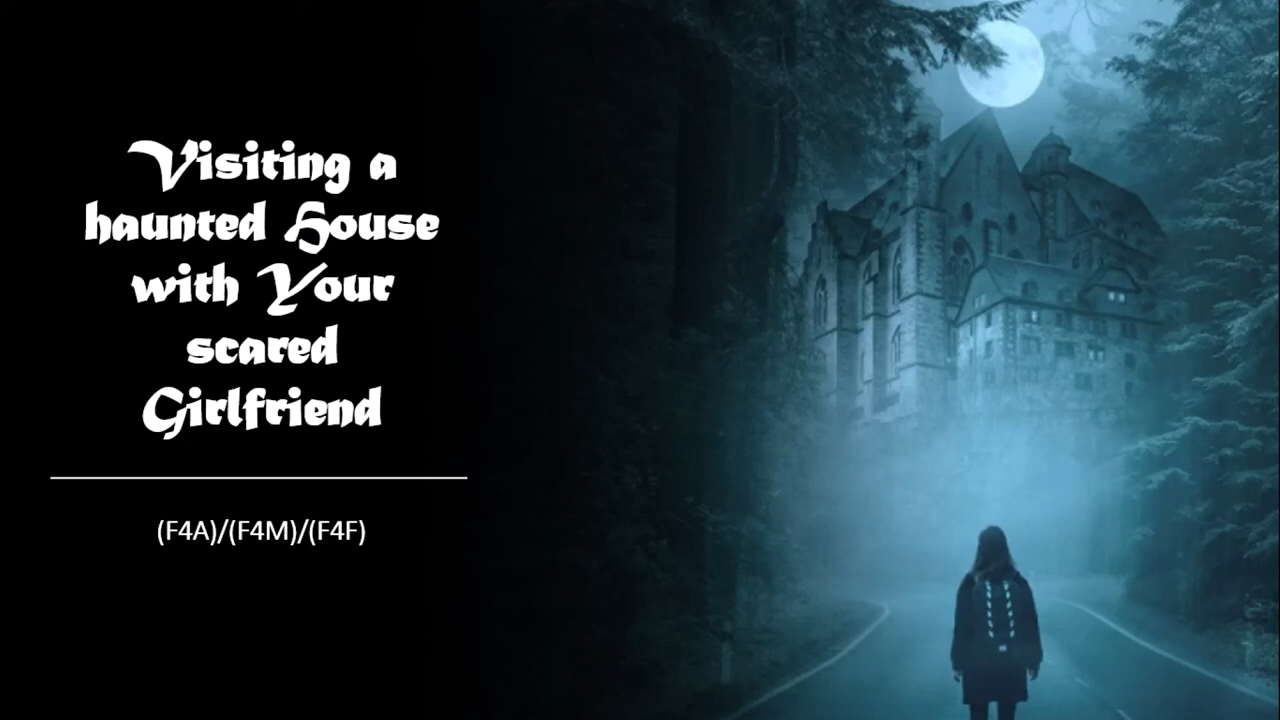 Visiting a
haunted House
with Your
scared
Girlfriend
(F4A)/(F4M)/(F4F)